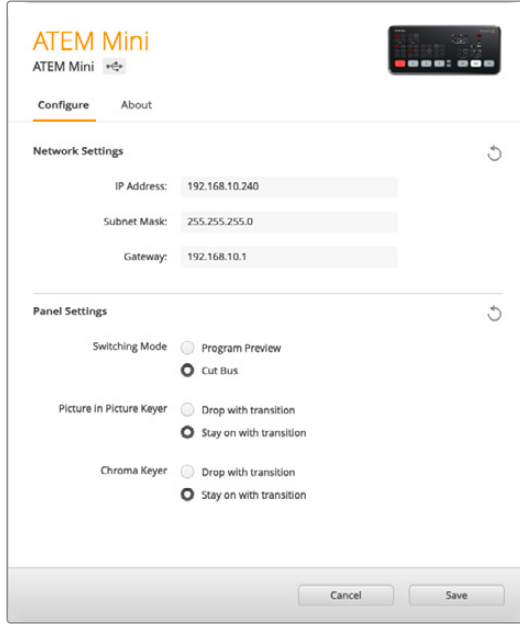 ATEM Mini
ATEM Mini
Configure About
Network Settings
IP Address: 192.168.10.240
Subnet Mask: 255.255.255.0
Gateway: 192.168.10.1
Panel Settings
Switching Mode Program Preview
Cut Bus
Picture in Picture Keyer Drop with transition
Stay on with transition
Chroma Keyer Drop with transition
Stay on with transition
Cancel Save